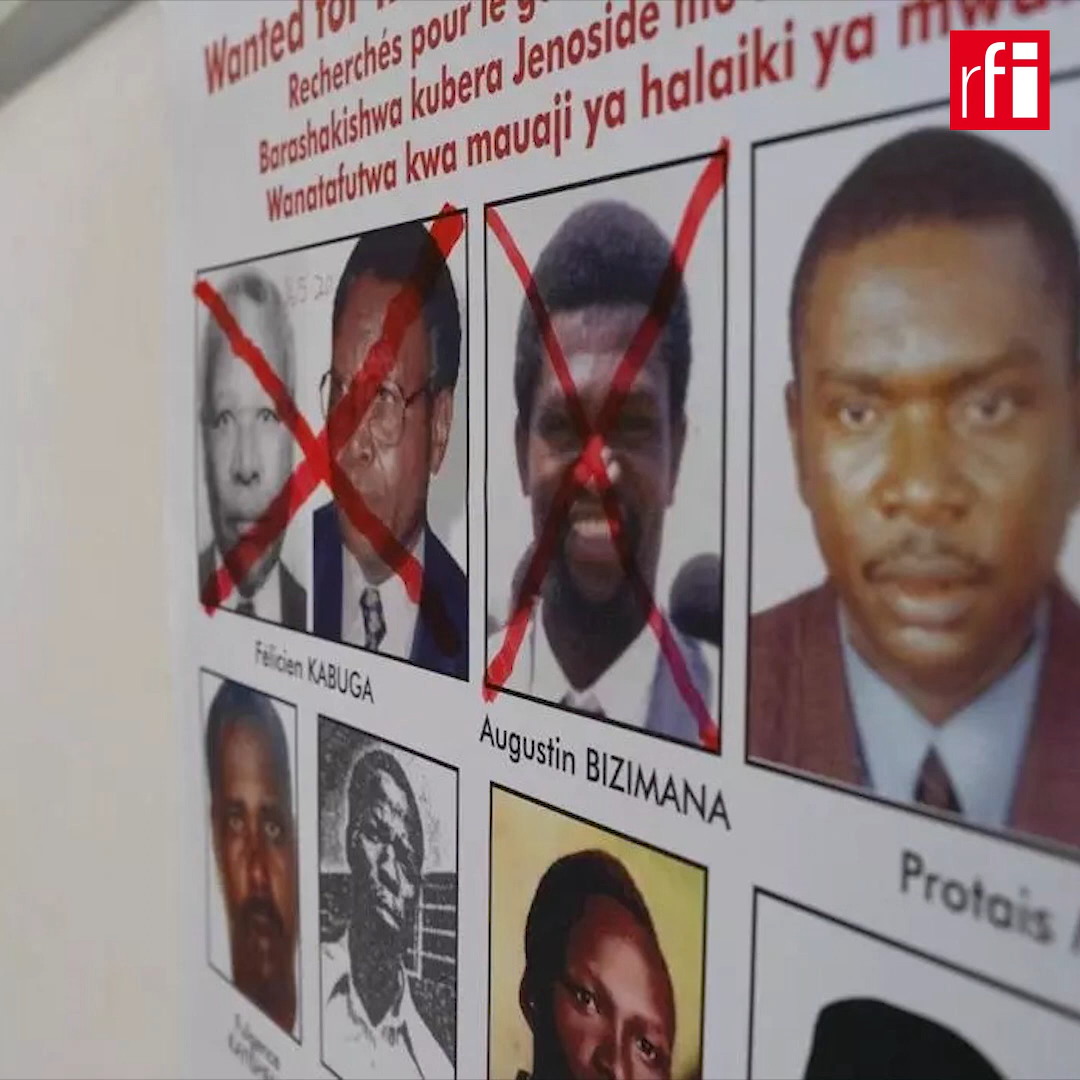 rfi
Wanted for
Recherchés pour le
Barashakishwa kubera Jenoside
Wanatafutwa kwa mauaji ya halaiki ya
Félicien KABUGA
Augustin BIZIMANA
Protais